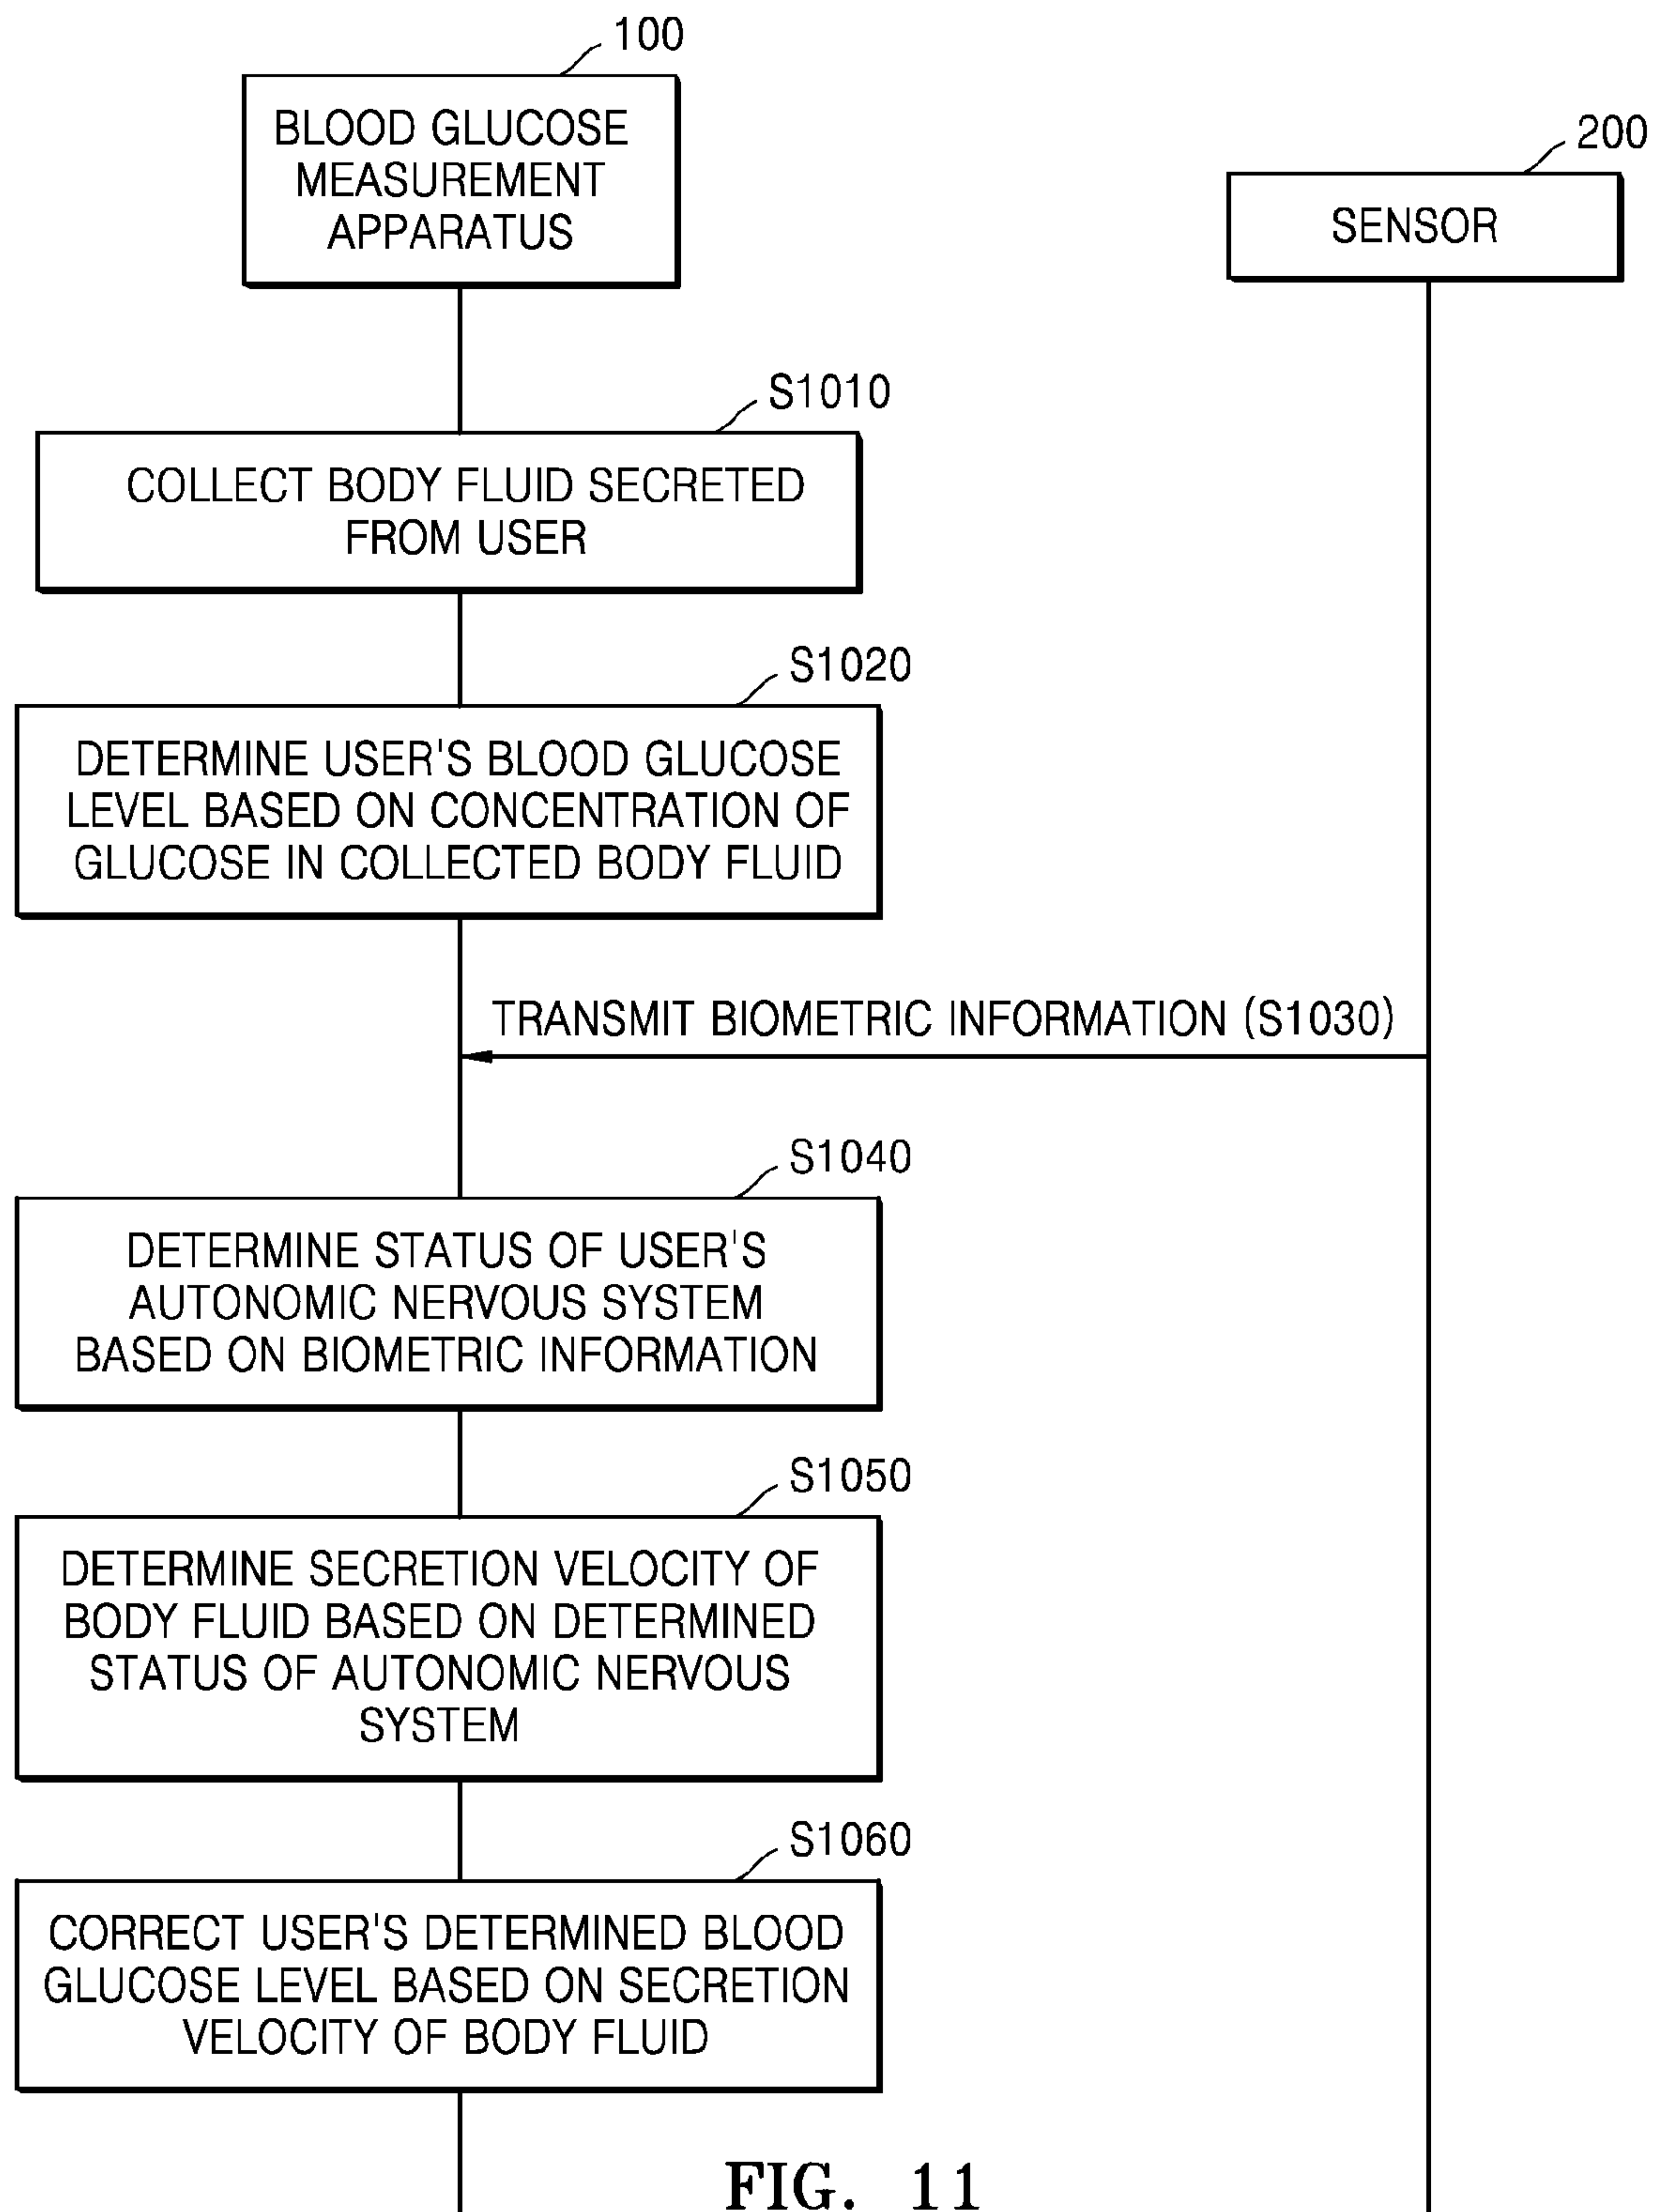 100
BLOOD GLUCOSE
MEASUREMENT
APPARATUS
200
SENSOR
S1010
COLLECT BODY FLUID SECRETED
FROM USER
S1020
DETERMINE USER'S BLOOD GLUCOSE
LEVEL BASED ON CONCENTRATION OF
GLUCOSE IN COLLECTED BODY FLUID
TRANSMIT BIOMETRIC INFORMATION (S1030)
S1040
DETERMINE STATUS OF USER'S
AUTONOMIC NERVOUS SYSTEM
BASED ON BIOMETRIC INFORMATION
S1050
DETERMINE SECRETION VELOCITY OF
BODY FLUID BASED ON DETERMINED
STATUS OF AUTONOMIC NERVOUS
SYSTEM
S1060
CORRECT USER'S DETERMINED BLOOD
GLUCOSE LEVEL BASED ON SECRETION
VELOCITY OF BODY FLUID
FIG. 11